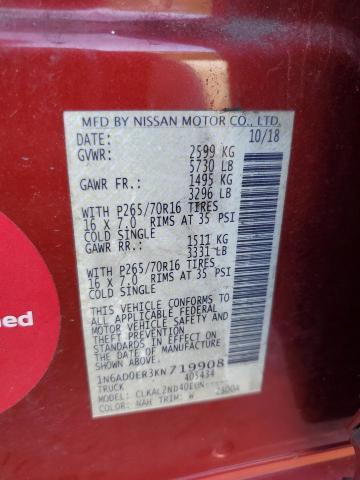 MFD BY NISSAN MOTOR CO., LTD.
DATE: 10/18
GVWR: 2599 KG
5730 LB
GAWR FR.: 1495 KG
3296 LB
WITH P265/70R16 TIRES
16 X 7.0 RIMS AT 35 PSI
COLD SINGLE
GAWR RR.: 1511 KG
3331 LB
WITH P265/70R16 TIRES
16 X 7.0 RIMS AT 35 PSI
COLD SINGLE
THIS VEHICLE CONFORMS TO
ALL APPLICABLE FEDERAL
MOTOR VEHICLE SAFETY AND
THEFT PREVENTION
STANDARDS IN EFFECT ON
THE DATE OF MANUFACTURE
SHOWN ABOVE.
ned
1N6AD0ER3KN719908
TRUCK 405434
MODEL:
COLOR: NAH TRIM: W